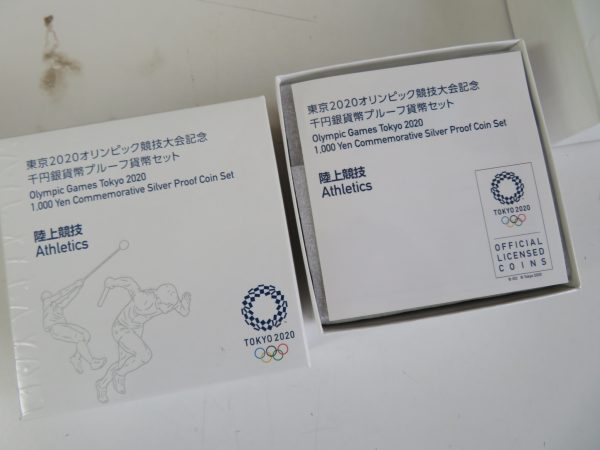 東京2020オリンピック競技大会記念
千円銀貨幣プルーフ貨幣セット
Olympic Games Tokyo 2020
1,000 Yen Commemorative Silver Proof Coin Set
陸上競技
Athletics
TOKYO 2020
東京2020オリンピック競技大会記念
千円銀貨幣プルーフ貨幣セット
Olympic Games Tokyo 2020
1,000 Yen Commemorative Silver Proof Coin Set
陸上競技
Athletics
TOKYO 2020
OFFICIAL
LICENSED
COINS